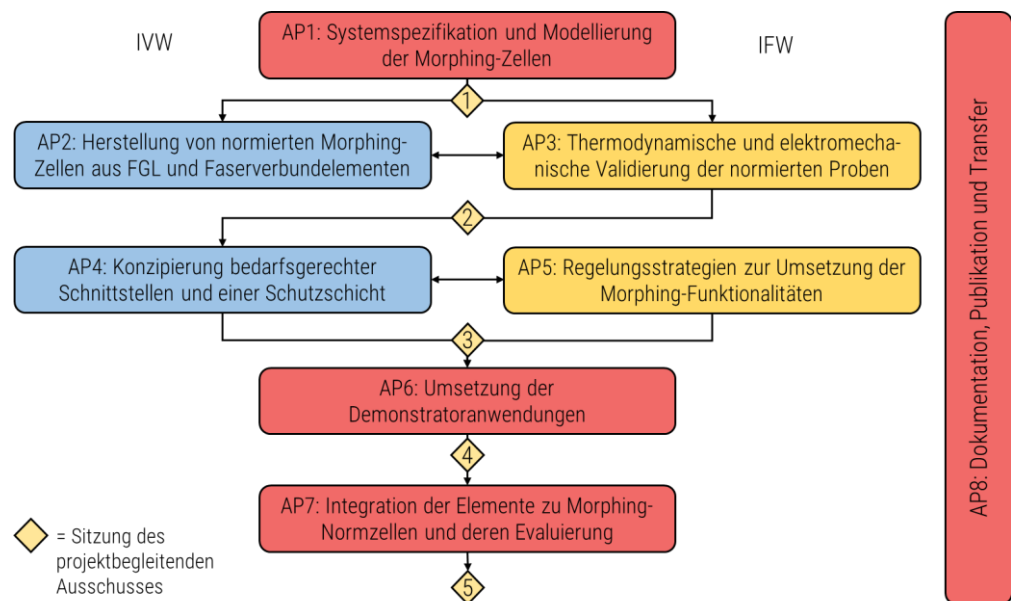 IVW
AP1: Systemspezifikation und Modellierung
der Morphing-Zellen
IFW
1
AP2: Herstellung von normierten Morphing-
Zellen aus FGL und Faserverbundelementen
AP3: Thermodynamische und elektromecha-
nische Validierung der normierten Proben
2
AP4: Konzipierung bedarfsgerechter
Schnittstellen und einer Schutzschicht
AP5: Regelungsstrategien zur Umsetzung der
Morphing-Funktionalitäten
3
AP6: Umsetzung der
Demonstratoranwendungen
4
AP7: Integration der Elemente zu Morphing-
Normzellen und deren Evaluierung
5
= Sitzung des
projektbegleitenden
Ausschusses
AP8: Dokumentation, Publikation und Transfer